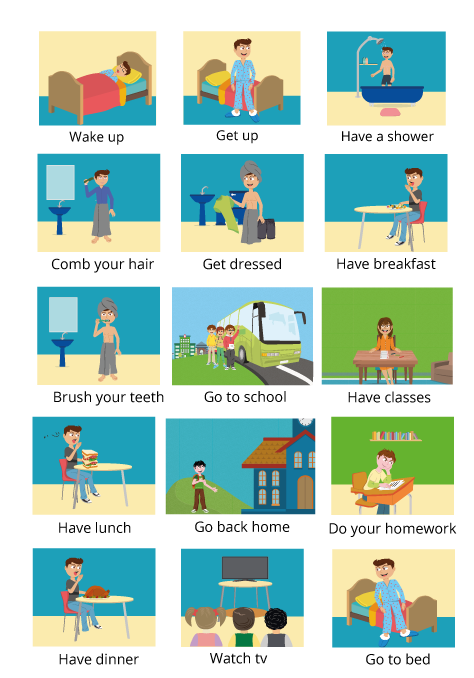 Wake up
Get up
Have a shower
Comb your hair
Get dressed
Have breakfast
Brush your teeth
Go to school
Have classes
Have lunch
Go back home
Do your homework
Have dinner
Watch tv
Go to bed